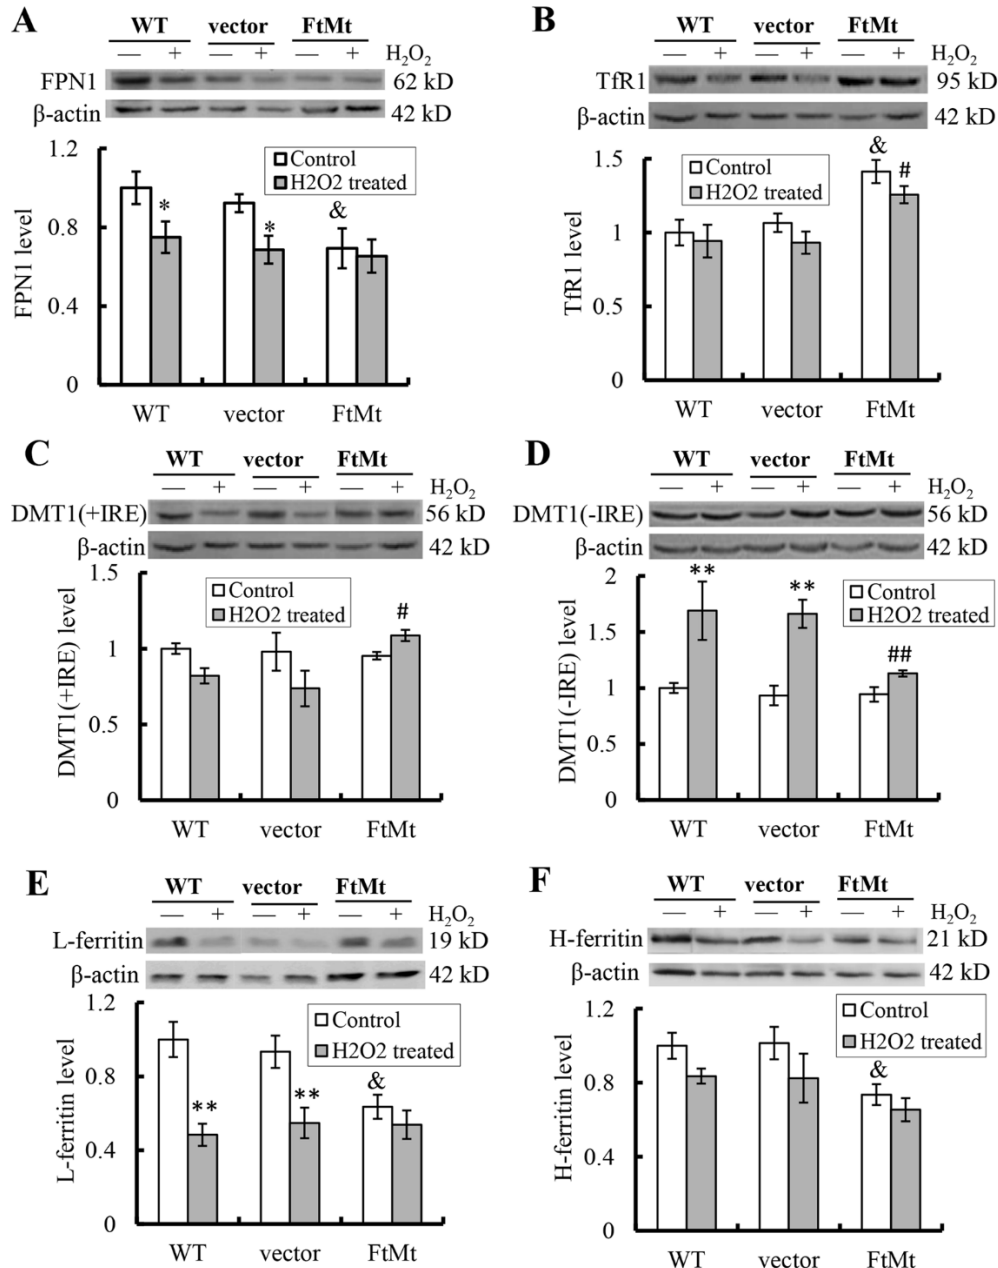 A
WT vector FtMt
— + — + — + H₂O₂
FPN1 62 kD
β-actin 42 kD
FPN1 level
1.2
0.8
0.4
0
Control
H2O2 treated
* * &
WT vector FtMt
B
WT vector FtMt
— + — + — + H₂O₂
TfR1 95 kD
β-actin 42 kD
TfR1 level
1.5
1
0.5
0
Control
H2O2 treated
& #
WT vector FtMt
C
WT vector FtMt
— + — + — + H₂O₂
DMT1(+IRE) 56 kD
β-actin 42 kD
DMT1(+IRE) level
1.5
1
0.5
0
Control
H2O2 treated
#
WT vector FtMt
D
WT vector FtMt
— + — + — + H₂O₂
DMT1(-IRE) 56 kD
β-actin 42 kD
DMT1(-IRE) level
2
1.5
1
0.5
0
Control
H2O2 treated
** ** ##
WT vector FtMt
E
WT vector FtMt
— + — + — + H₂O₂
L-ferritin 19 kD
β-actin 42 kD
L-ferritin level
1.2
0.8
0.4
0
Control
H2O2 treated
** ** &
WT vector FtMt
F
WT vector FtMt
— + — + — + H₂O₂
H-ferritin 21 kD
β-actin 42 kD
H-ferritin level
1.2
0.8
0.4
0
Control
H2O2 treated
&
WT vector FtMt